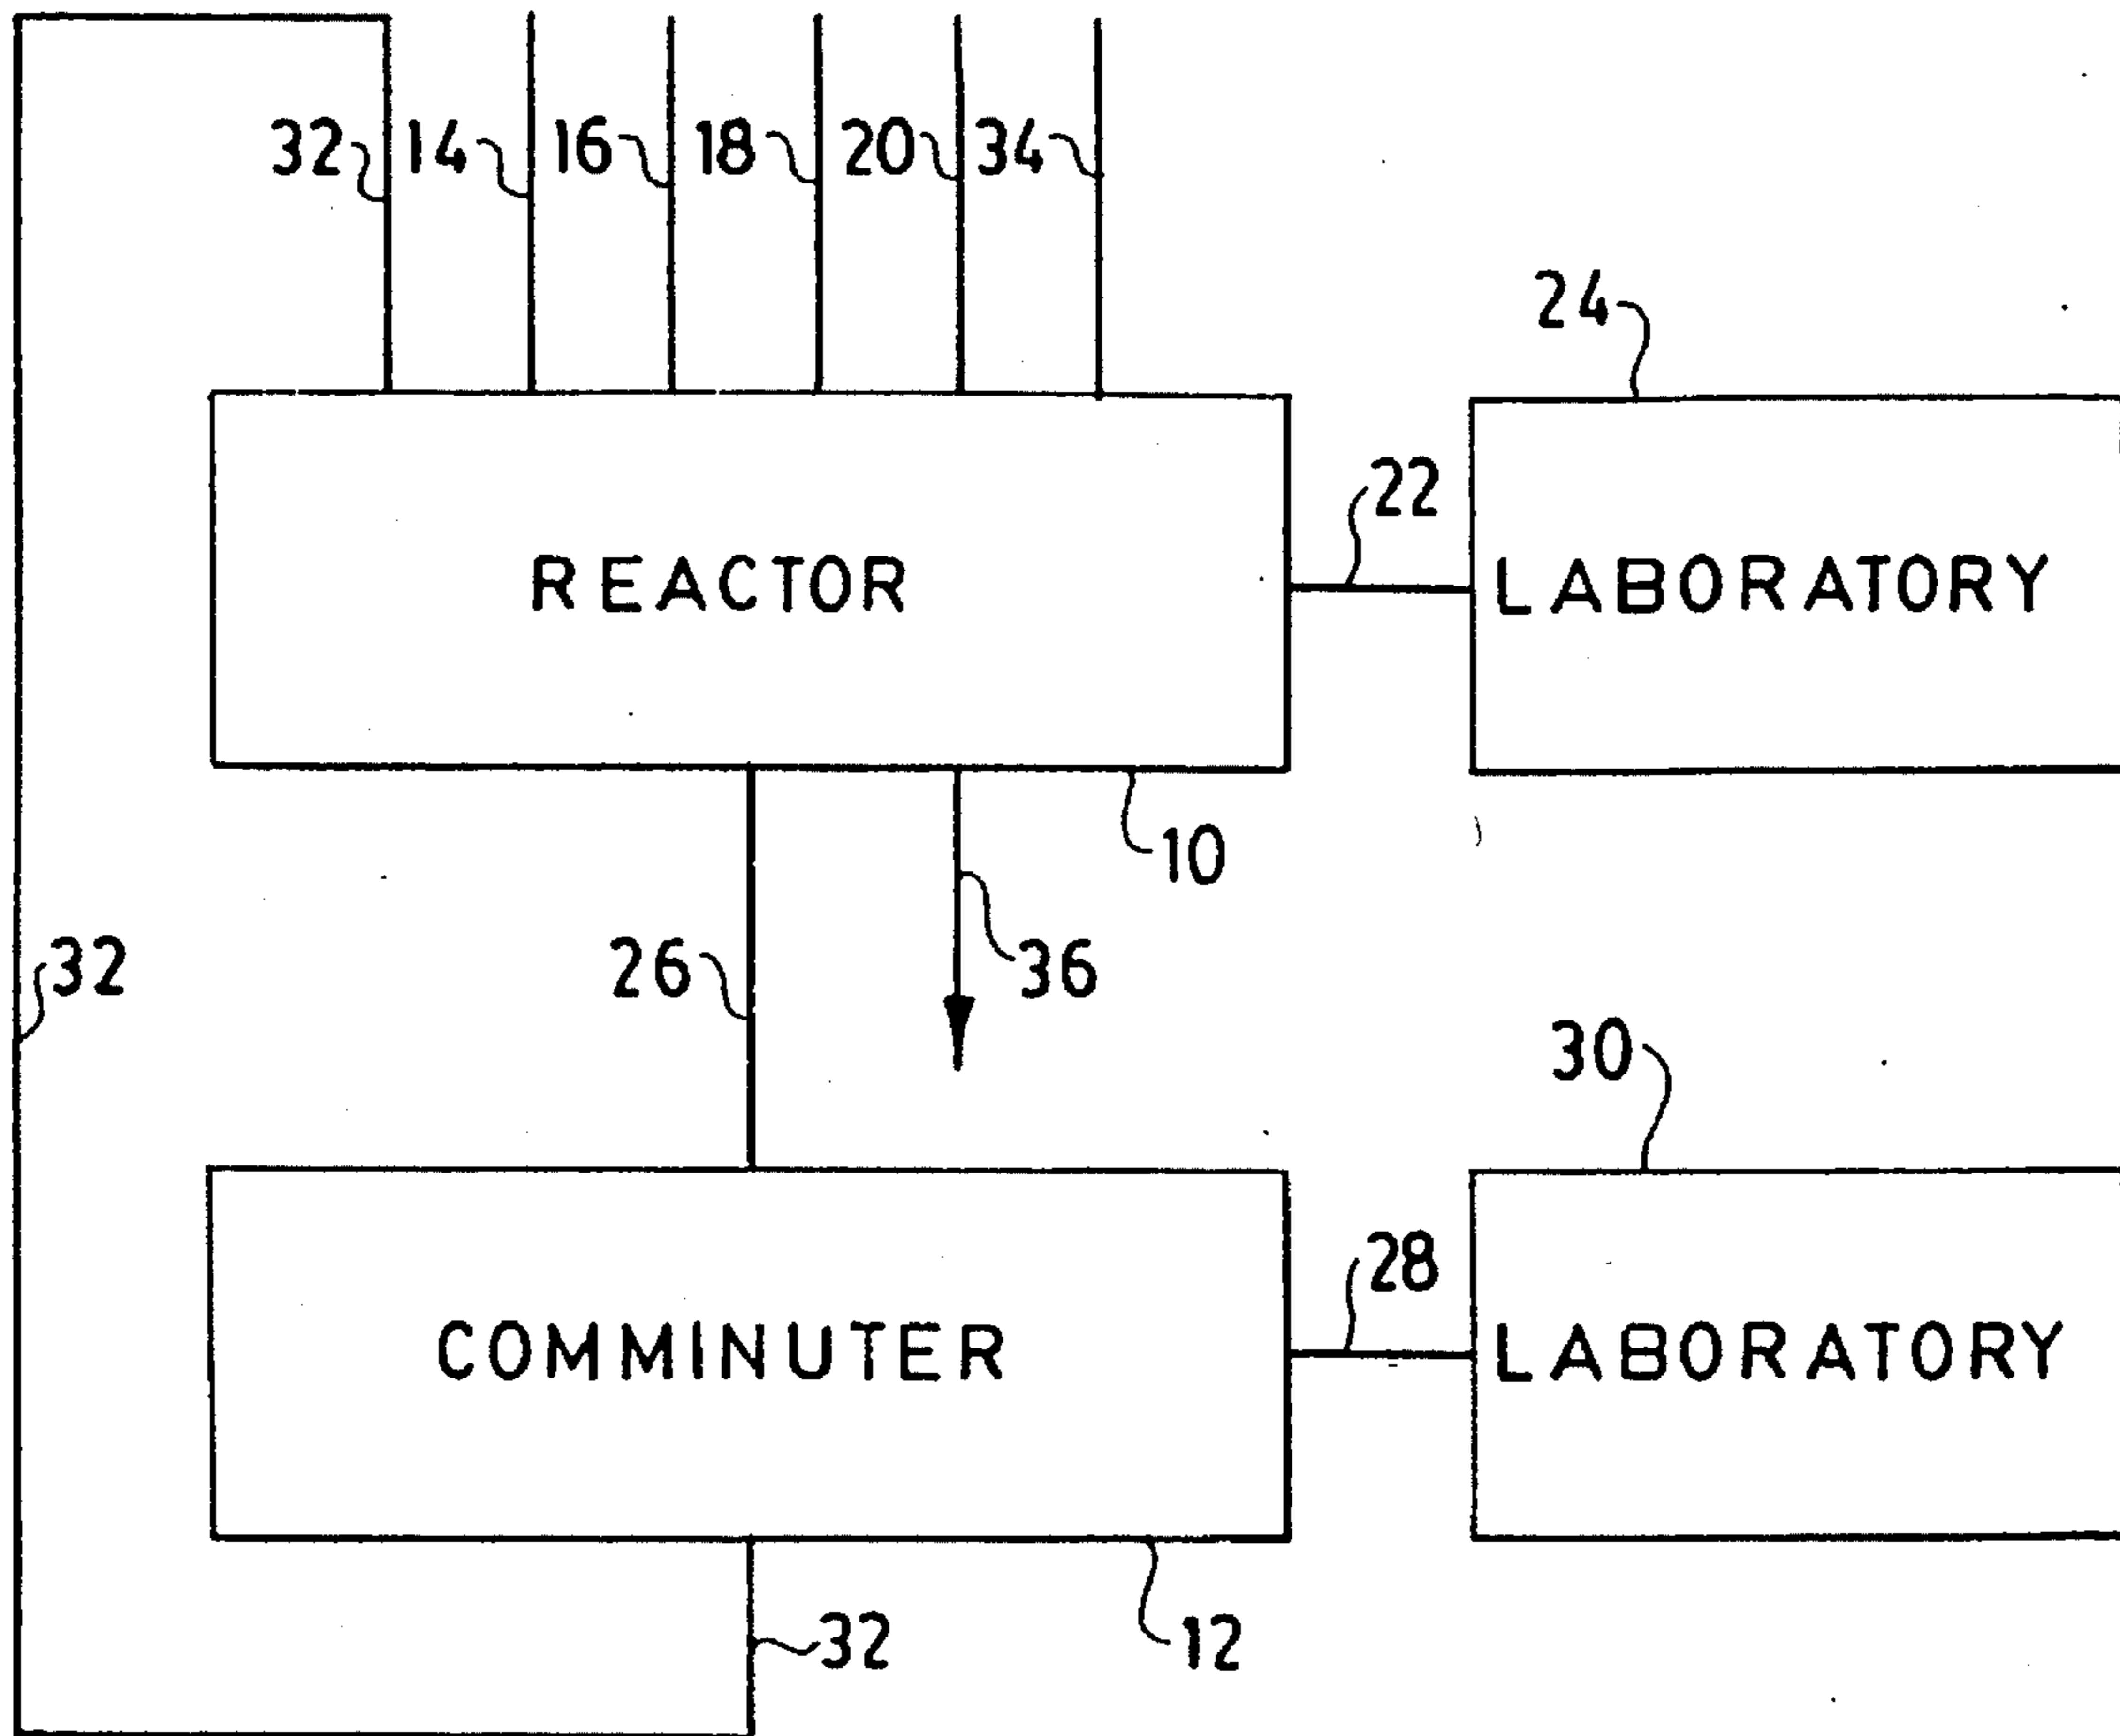 32 14 16 18 20 34
24
22
REACTOR
LABORATORY
10
32
26
36
30
28
COMMINUTER
LABORATORY
32
12